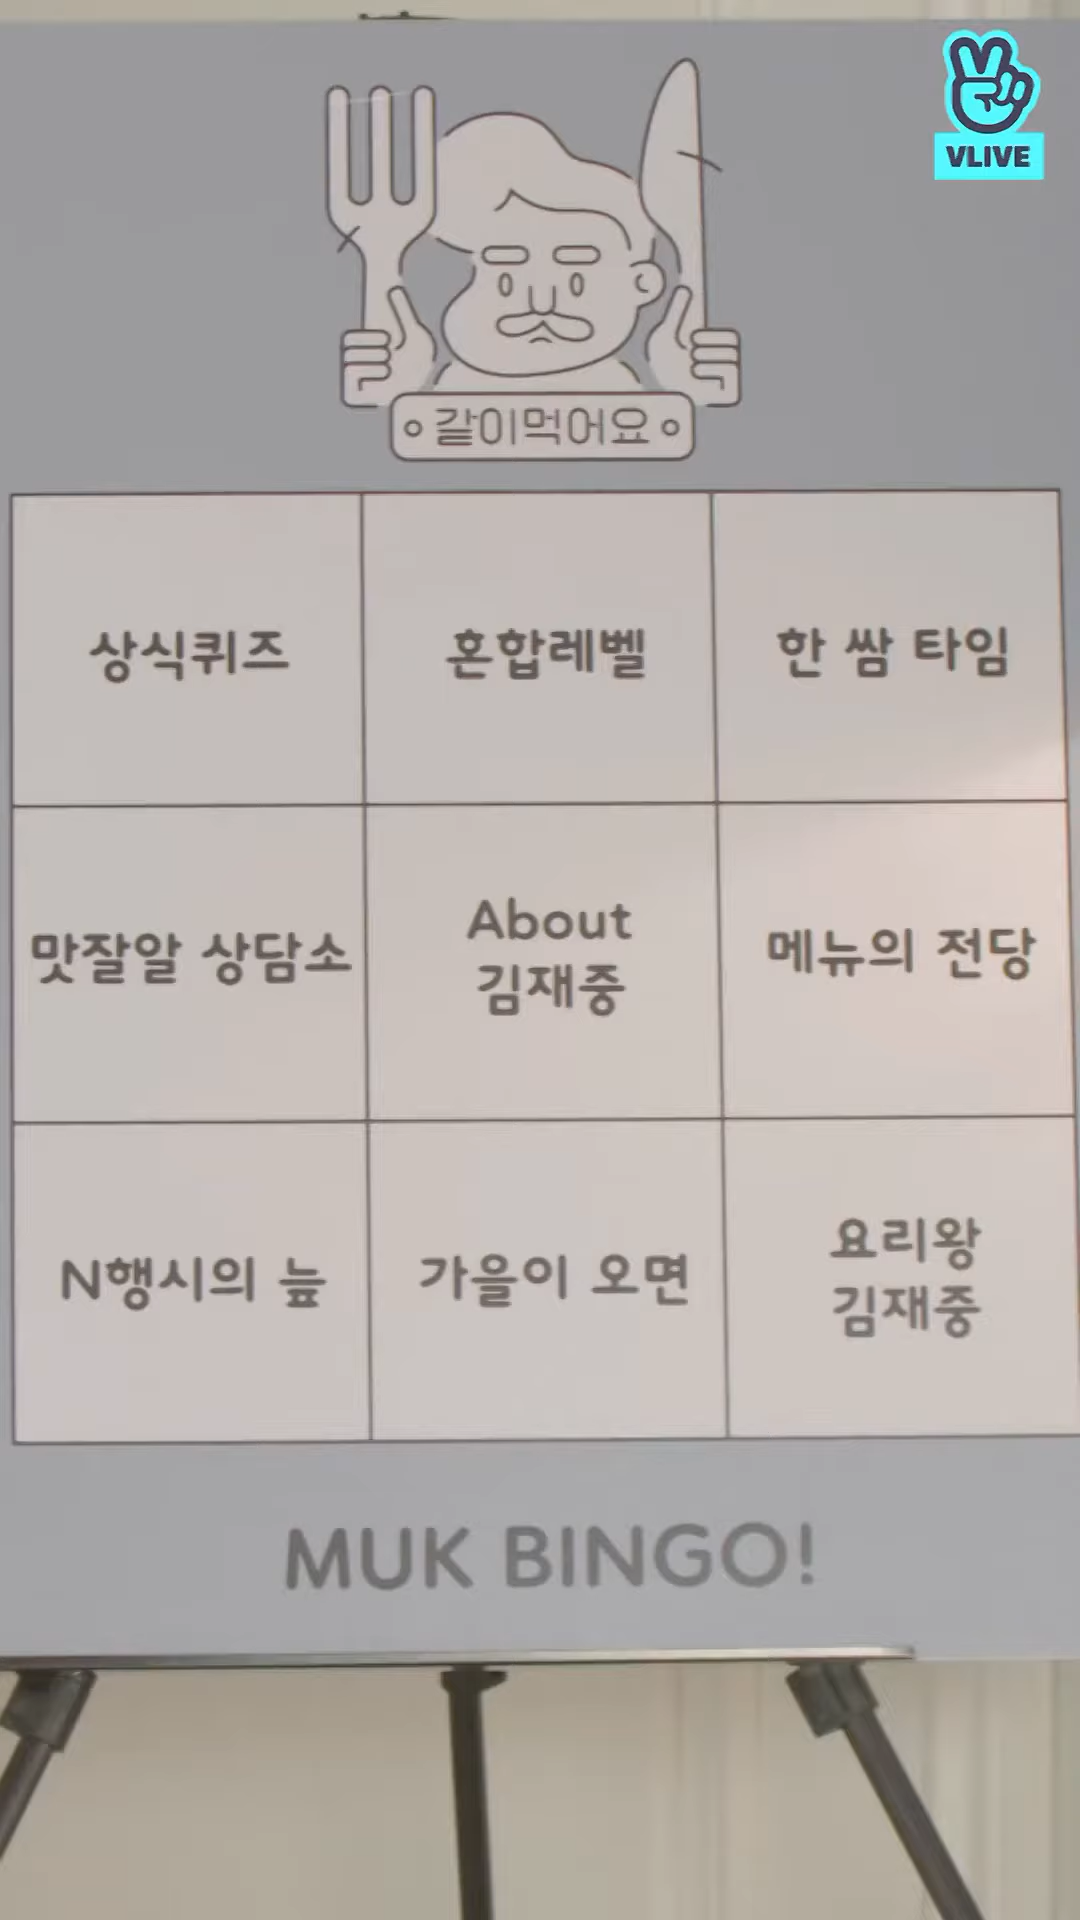 VLIVE
같이먹어요
상식퀴즈
혼합레벨
한 쌈 타임
맛잘알 상담소
About
김재중
메뉴의 전당
N행시의 늪
가을이 오면
요리왕
김재중
MUK BINGO!